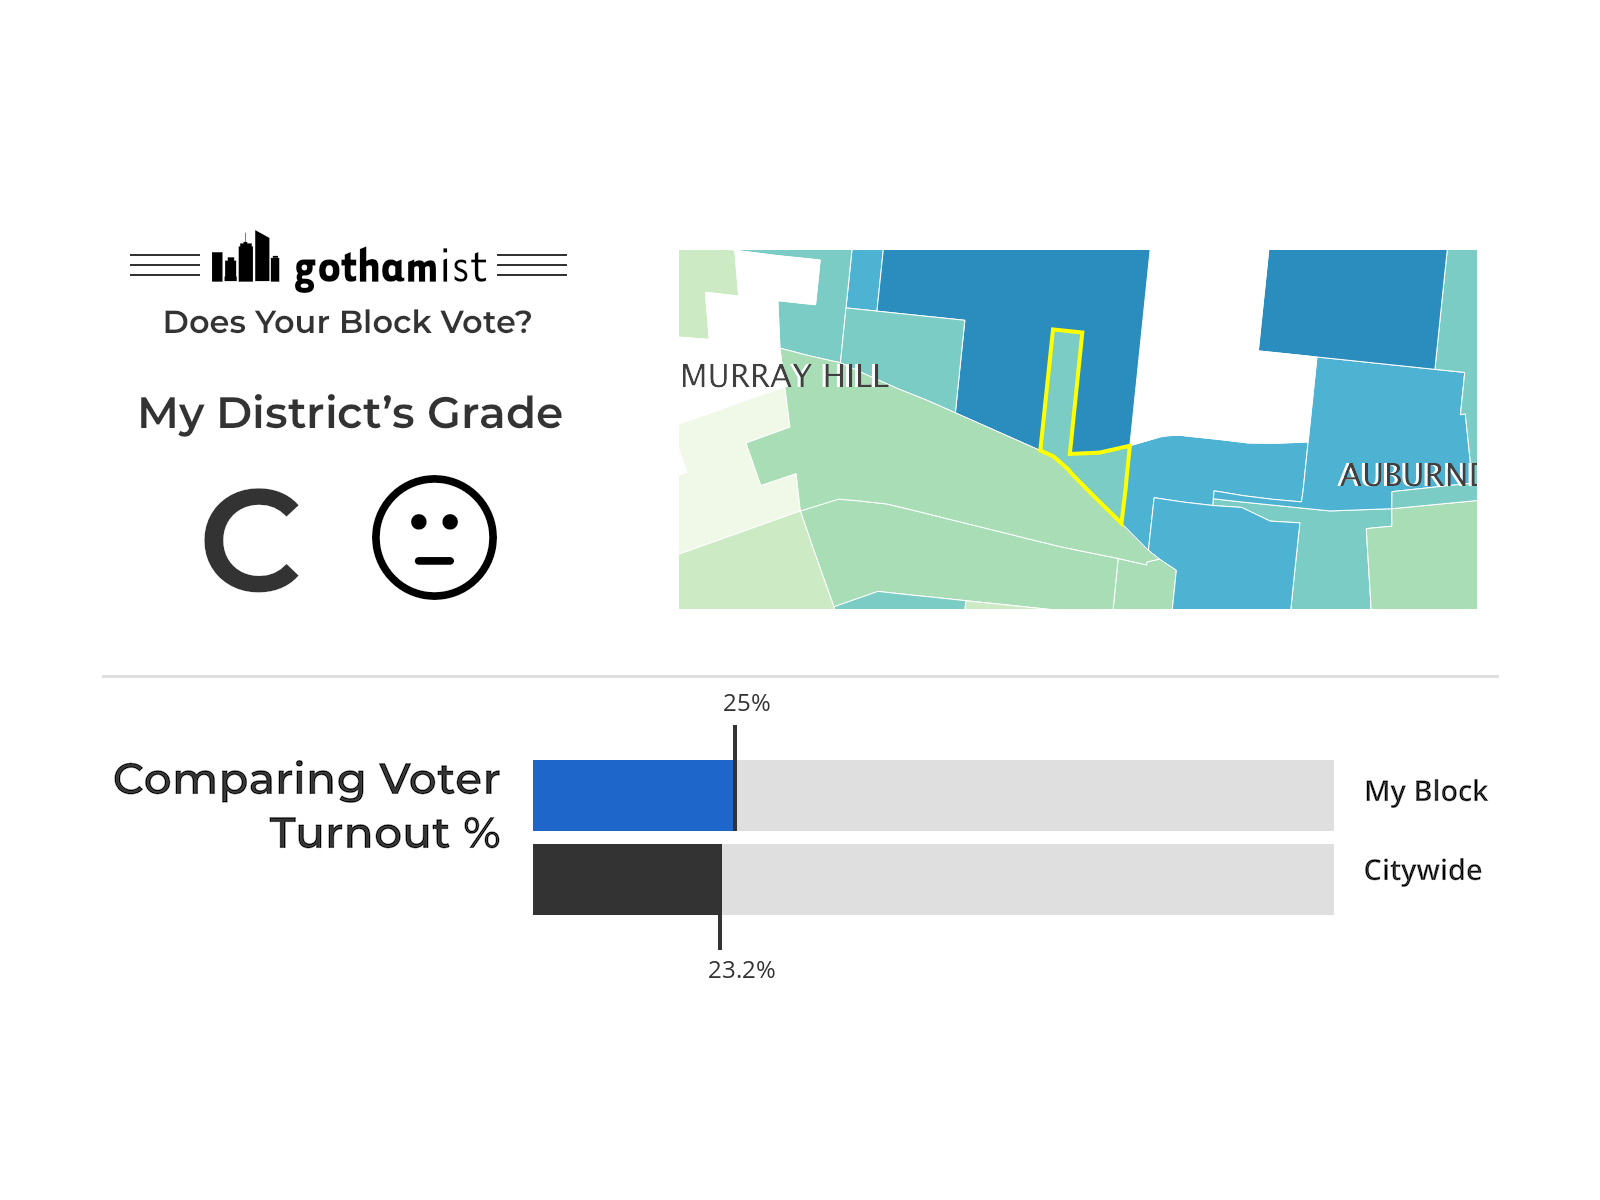 gothamist
Does Your Block Vote?
My District's Grade
C
MURRAY HILL
AUBURND
25%
Comparing Voter
Turnout %
My Block
Citywide
23.2%